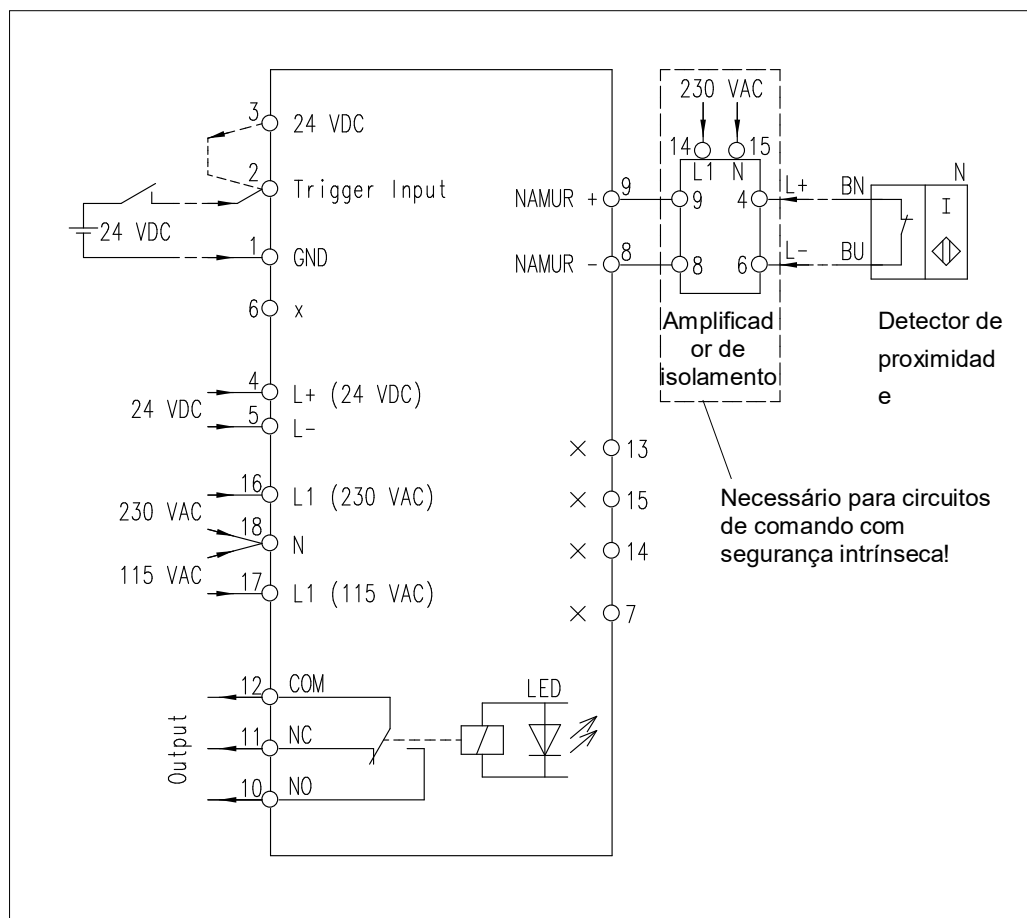 3 24 VDC
2 Trigger Input
24 VDC
1 GND
6 x
4 L+ (24 VDC)
24 VDC
5 L-
16 L1 (230 VAC)
230 VAC
18 N
115 VAC
17 L1 (115 VAC)
12 COM
11 NC
10 NO
Output
LED
NAMUR + 9
NAMUR - 8
× 13
× 15
× 14
× 7
230 VAC
14 15
L1 N
9 4
8 6
L+ BN
L- BU
N
I
Amplificad
or de
isolamento
Detector de
proximidad
e
Necessário para circuitos
de comando com
segurança intrínseca!